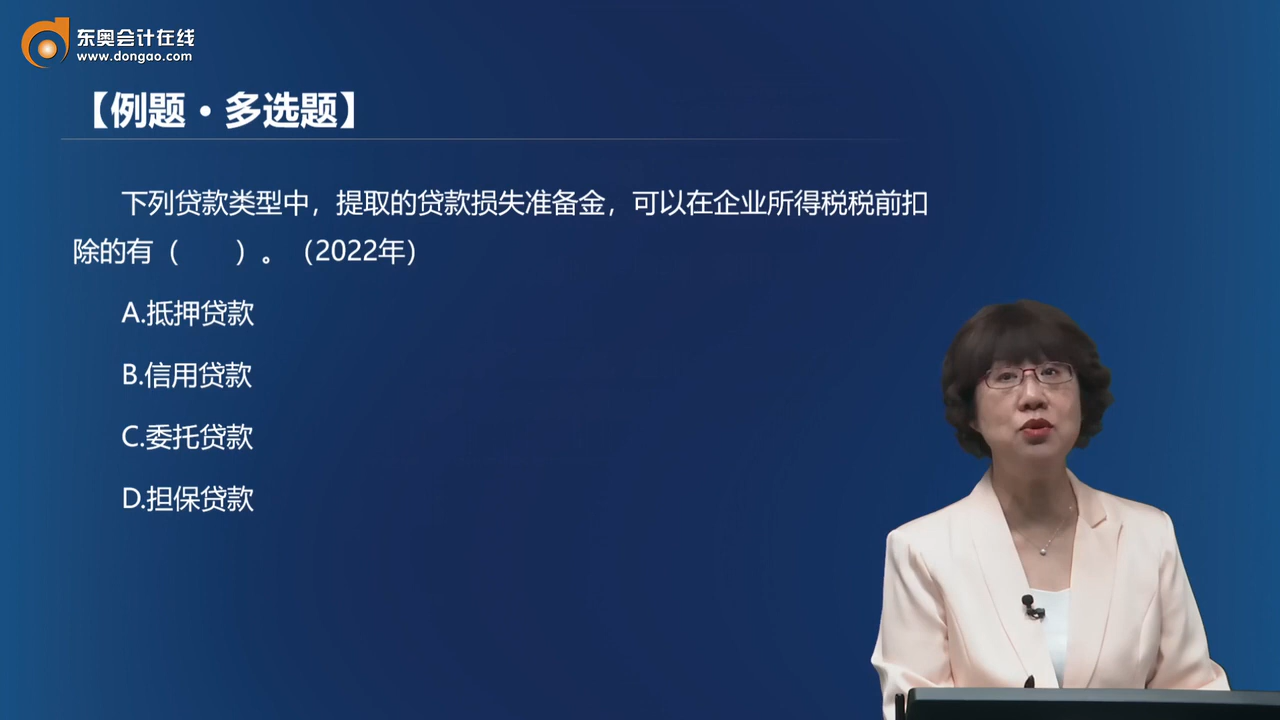 东奥会计在线
www.dongao.com
【例题·多选题】
下列贷款类型中，提取的贷款损失准备金，可以在企业所得税税前扣
除的有（　　）。（2022年）
A.抵押贷款
B.信用贷款
C.委托贷款
D.担保贷款